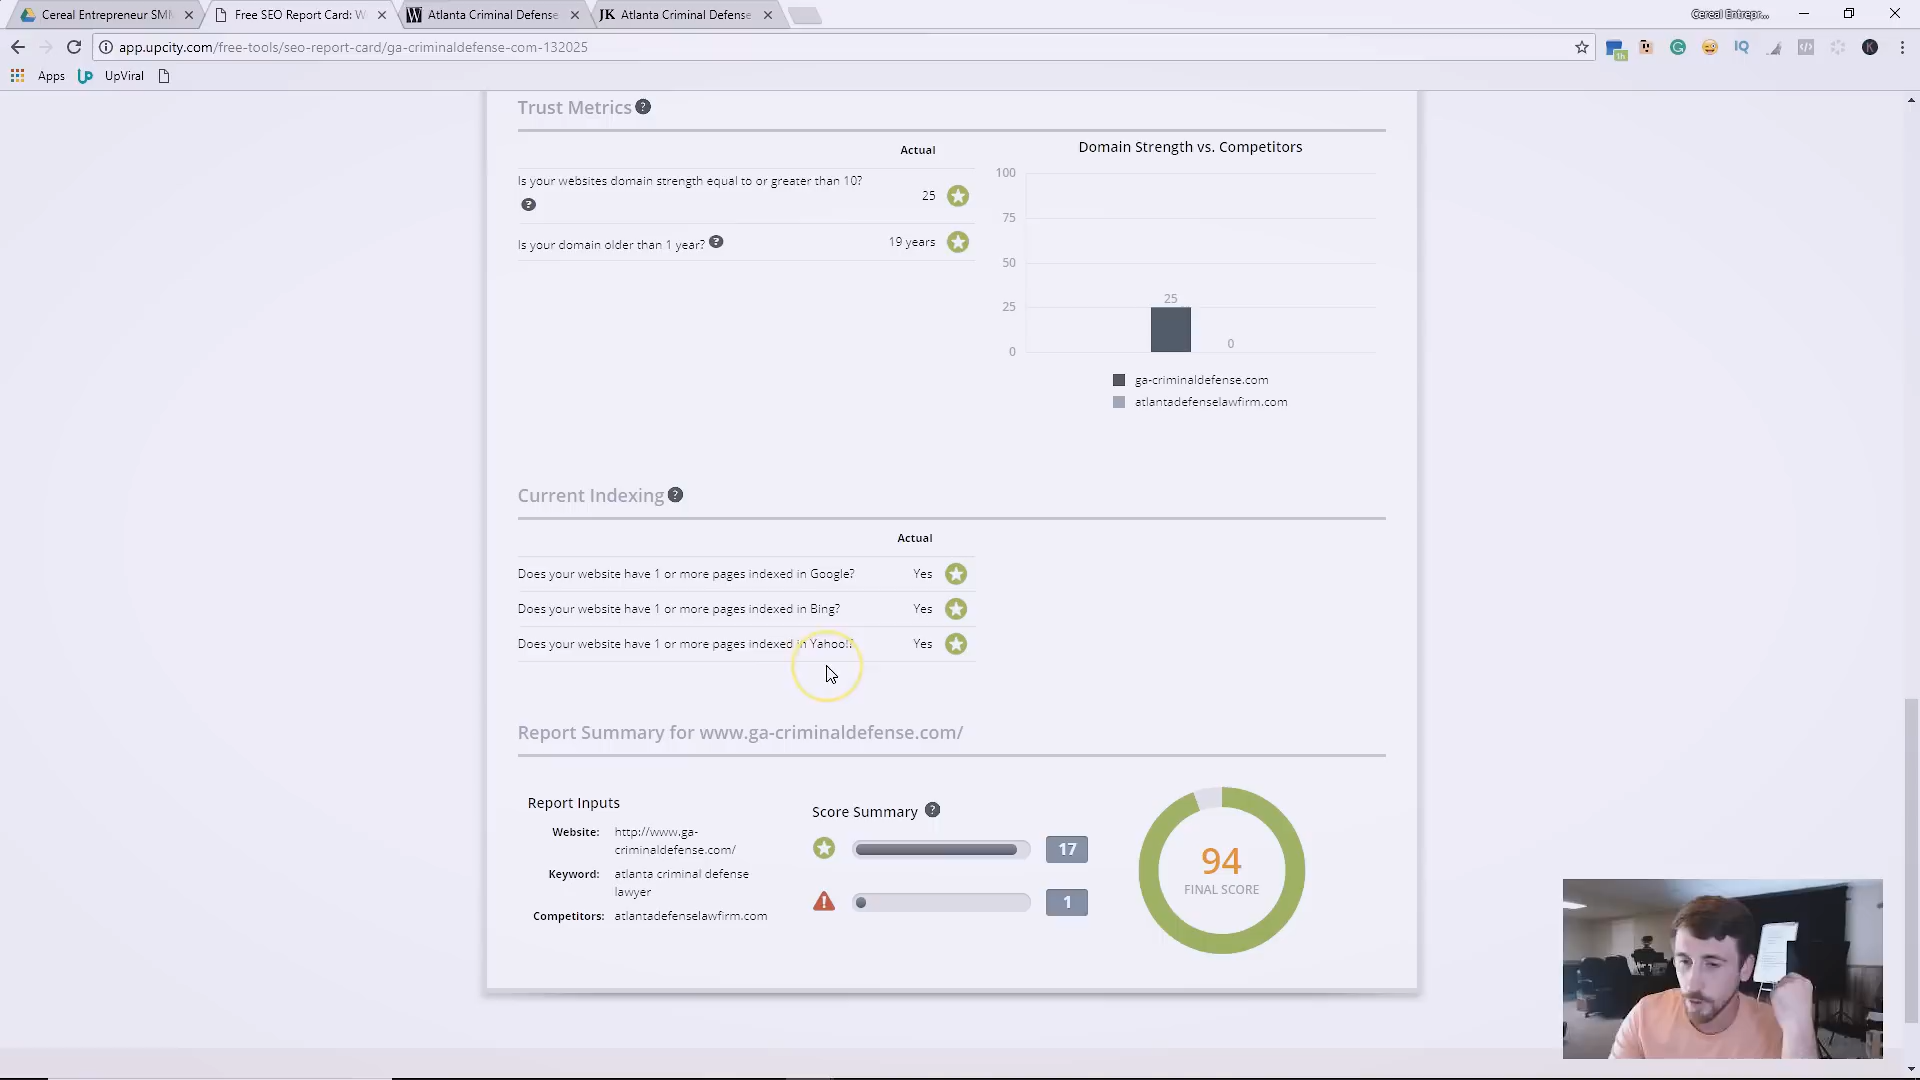 Cereal Entrepreneur SMM
Free SEO Report Card: W
Atlanta Criminal Defense
JK Atlanta Criminal Defense
Cereal Entrepr...
app.upcity.com/free-tools/seo-report-card/ga-criminaldefense-com-132025
Apps
UpViral
Trust Metrics ?
Actual
Is your websites domain strength equal to or greater than 10?
?
25
Is your domain older than 1 year? ?
19 years
Domain Strength vs. Competitors
100
75
50
25
0
25
0
ga-criminaldefense.com
atlantadefenselawfirm.com
Current Indexing ?
Actual
Does your website have 1 or more pages indexed in Google? Yes
Does your website have 1 or more pages indexed in Bing? Yes
Does your website have 1 or more pages indexed in Yahoo!? Yes
Report Summary for www.ga-criminaldefense.com/
Report Inputs
Website: http://www.ga-
criminaldefense.com/
Keyword: atlanta criminal defense
lawyer
Competitors: atlantadefenselawfirm.com
Score Summary ?
17
1
94
FINAL SCORE